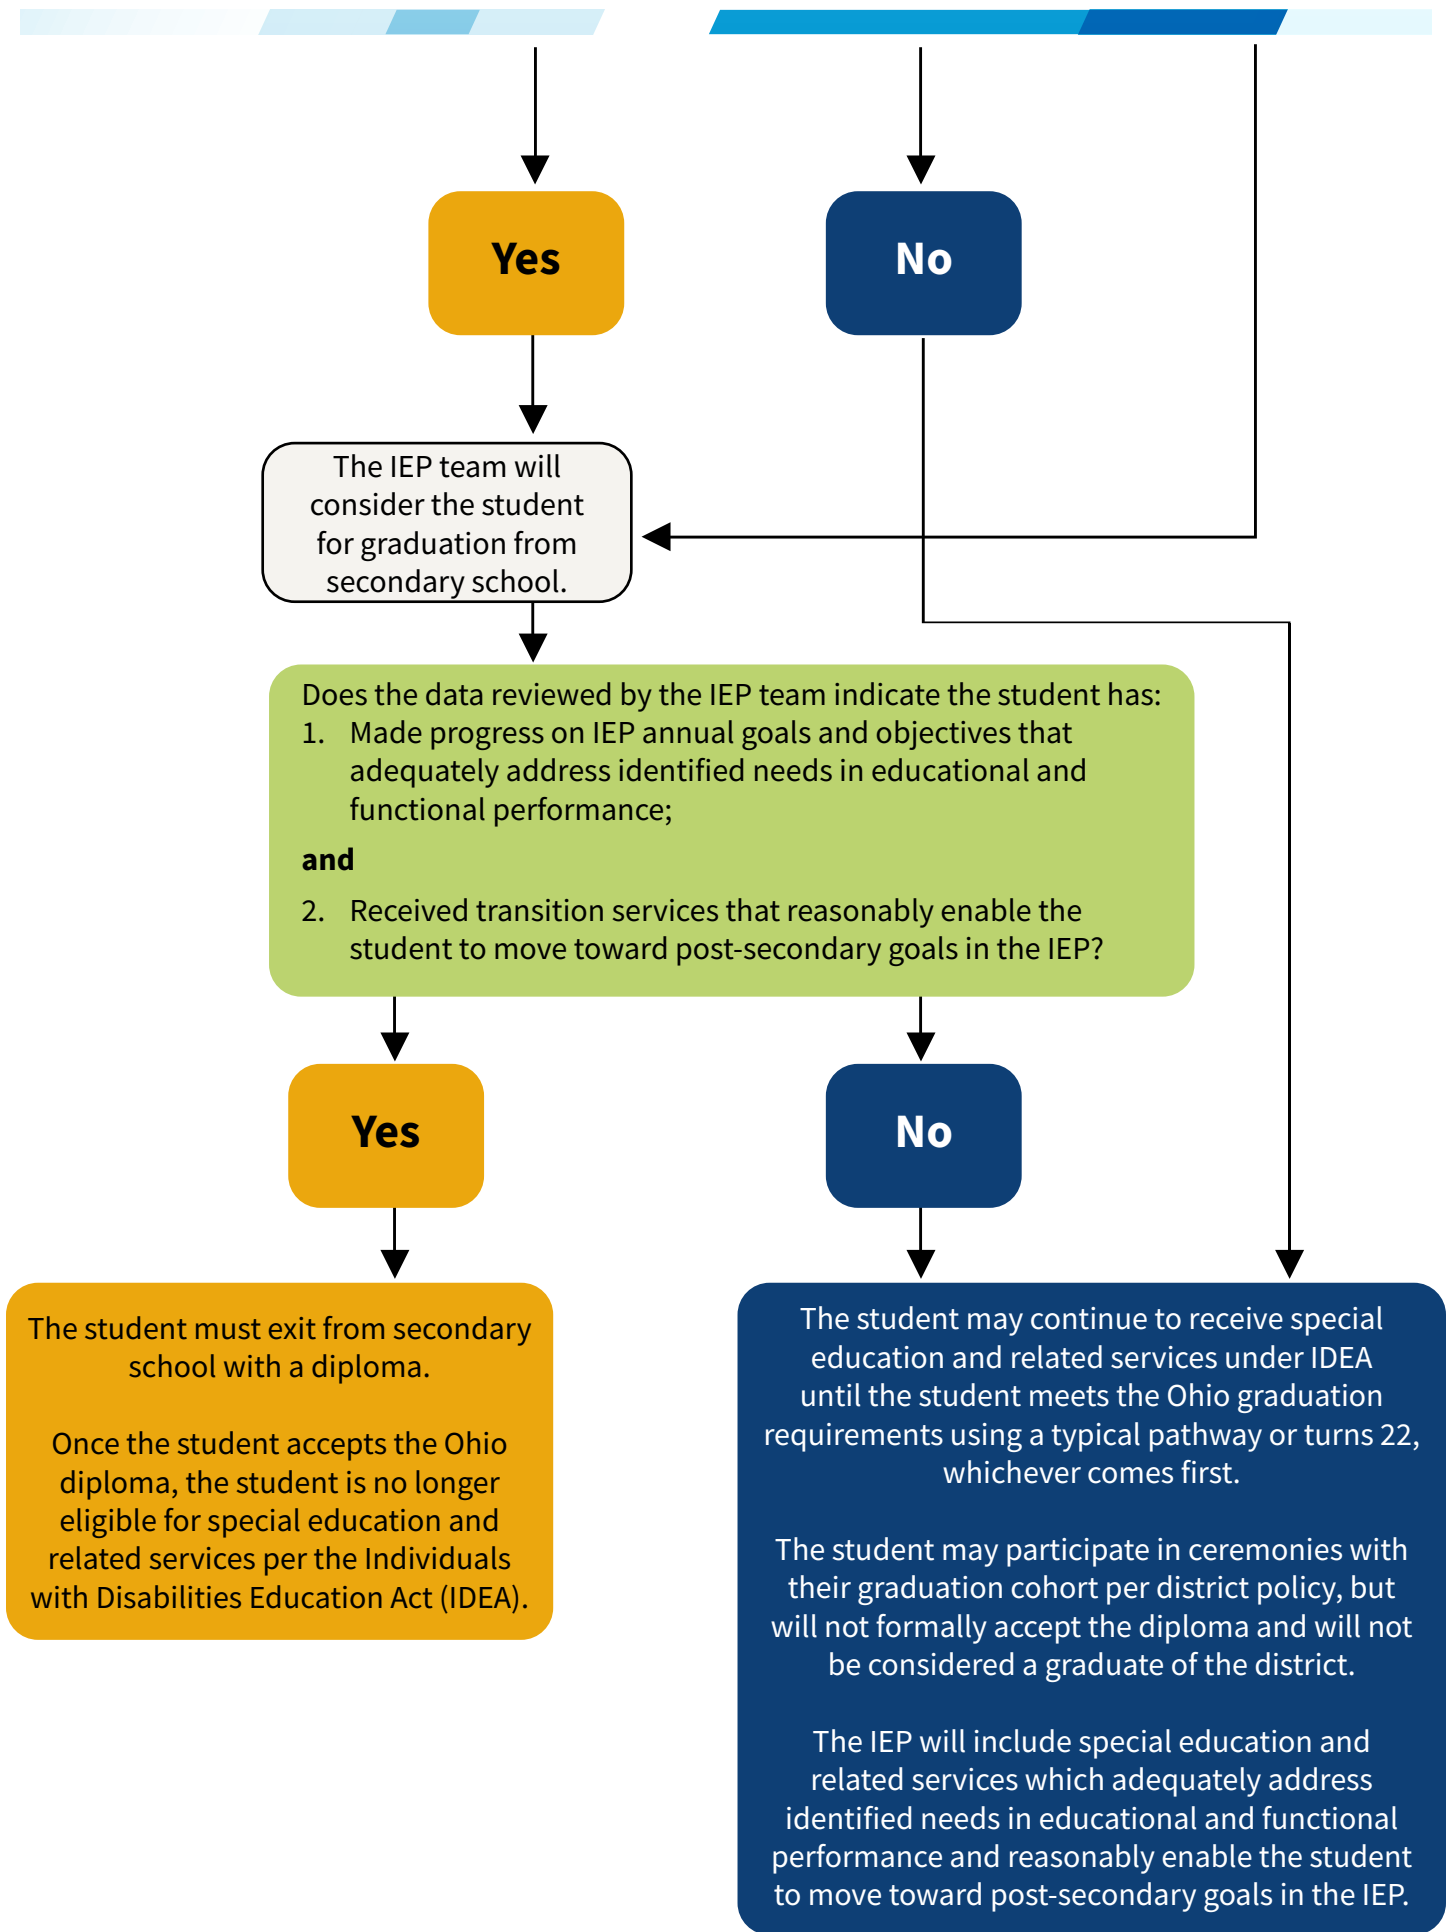 Yes
No
The IEP team will
consider the student
for graduation from
secondary school.
Does the data reviewed by the IEP team indicate the student has:
1. Made progress on IEP annual goals and objectives that
adequately address identified needs in educational and
functional performance;
and
2. Received transition services that reasonably enable the
student to move toward post-secondary goals in the IEP?
Yes
No
The student must exit from secondary
school with a diploma.
Once the student accepts the Ohio
diploma, the student is no longer
eligible for special education and
related services per the Individuals
with Disabilities Education Act (IDEA).
The student may continue to receive special
education and related services under IDEA
until the student meets the Ohio graduation
requirements using a typical pathway or turns 22,
whichever comes first.
The student may participate in ceremonies with
their graduation cohort per district policy, but
will not formally accept the diploma and will not
be considered a graduate of the district.
The IEP will include special education and
related services which adequately address
identified needs in educational and functional
performance and reasonably enable the student
to move toward post-secondary goals in the IEP.